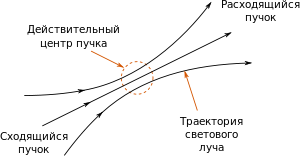 Расходящийся
пучок
Действительный
центр пучка
Сходящийся
пучок
Траектория
светового
луча